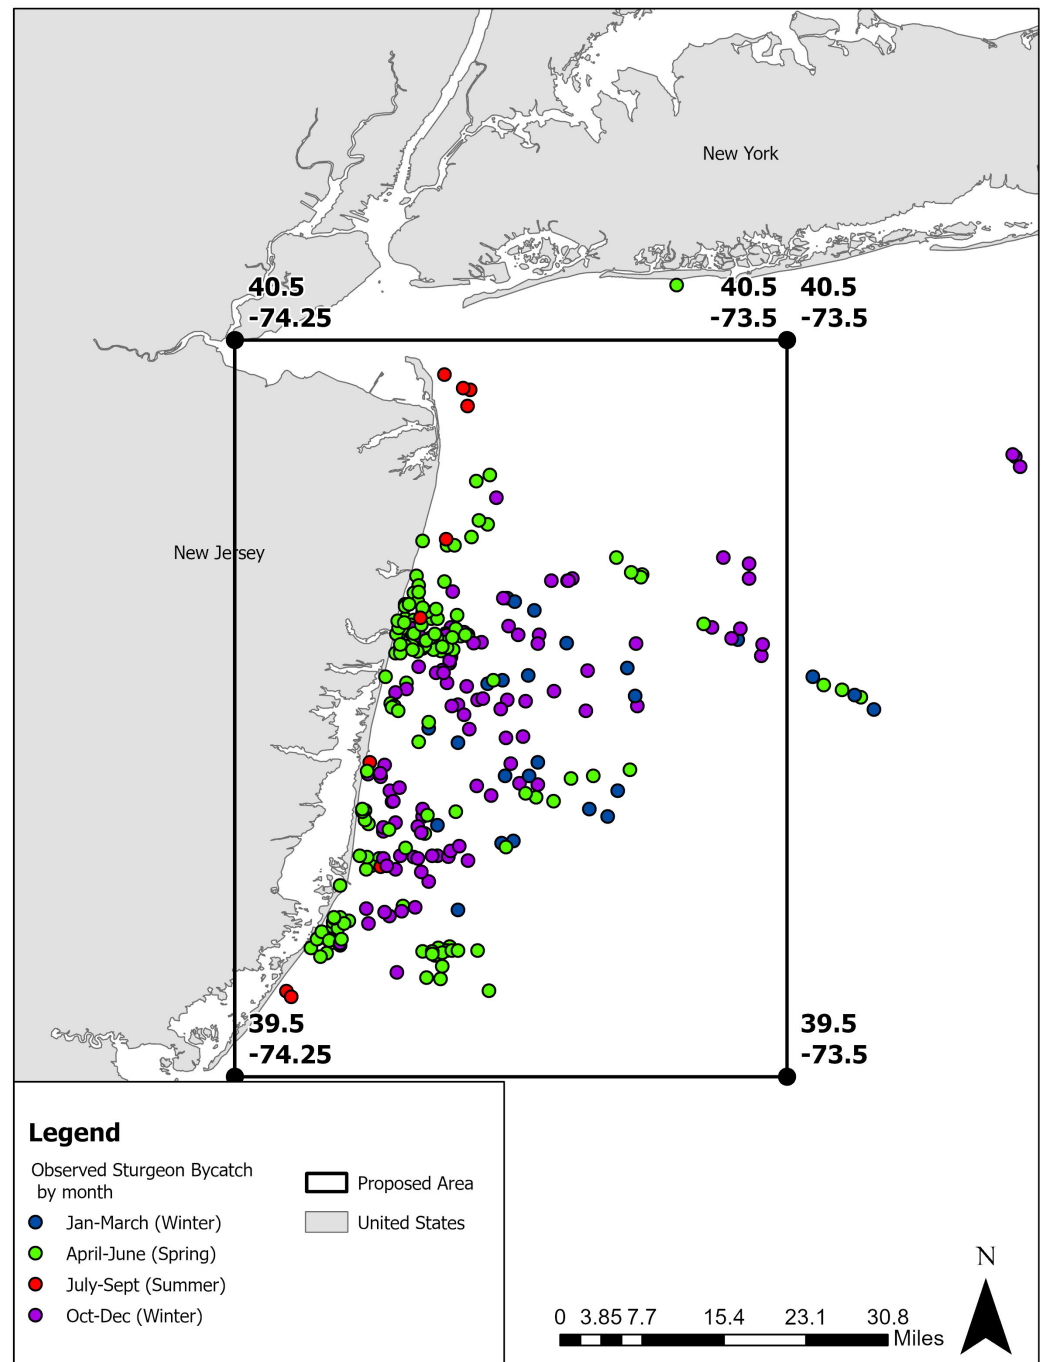 New York
40.5
-74.25
40.5
-73.5
40.5
-73.5
New Jersey
39.5
-74.25
39.5
-73.5
Legend
Observed Sturgeon Bycatch
by month
Jan-March (Winter)
April-June (Spring)
July-Sept (Summer)
Oct-Dec (Winter)
Proposed Area
United States
N
0 3.85 7.7 15.4 23.1 30.8
Miles